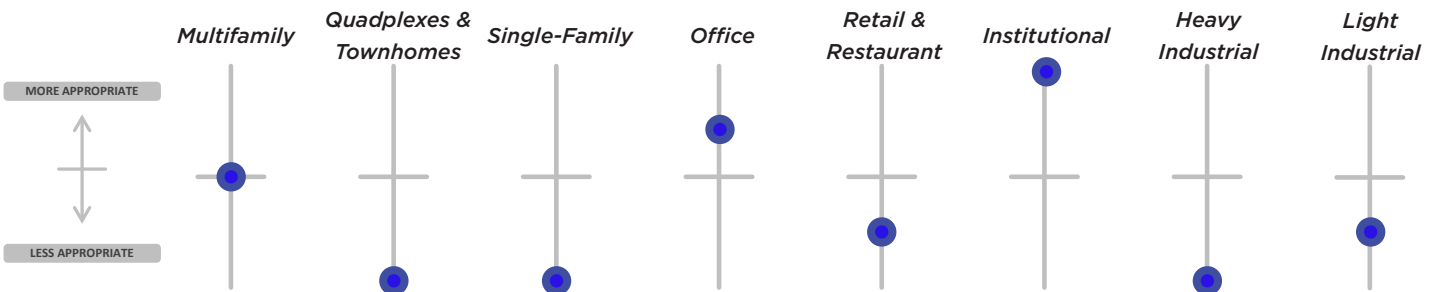 Multifamily
Quadplexes &
Townhomes
Single-Family
Office
Retail &
Restaurant
Institutional
Heavy
Industrial
Light
Industrial
MORE APPROPRIATE
LESS APPROPRIATE